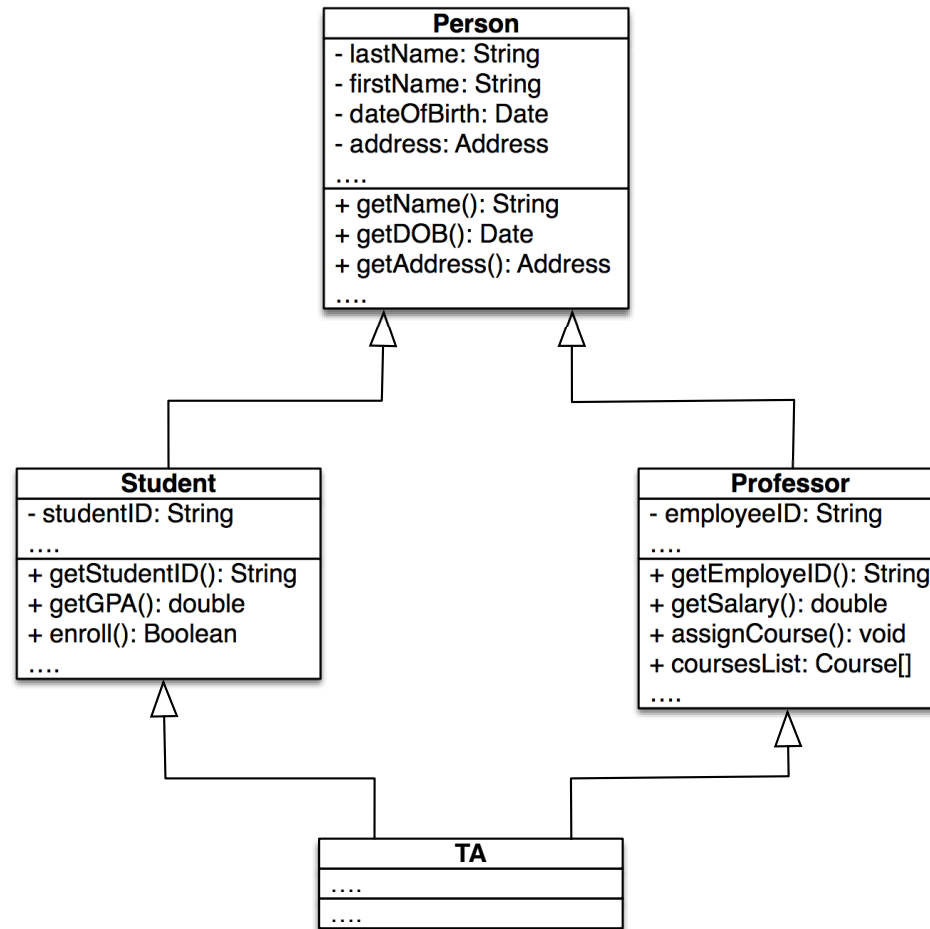 Person
- lastName: String
- firstName: String
- dateOfBirth: Date
- address: Address
....
+ getName(): String
+ getDOB(): Date
+ getAddress(): Address
....
Student
- studentID: String
....
+ getStudentID(): String
+ getGPA(): double
+ enroll(): Boolean
....
Professor
- employeeID: String
....
+ getEmployeID(): String
+ getSalary(): double
+ assignCourse(): void
+ coursesList: Course[]
....
TA
....
....